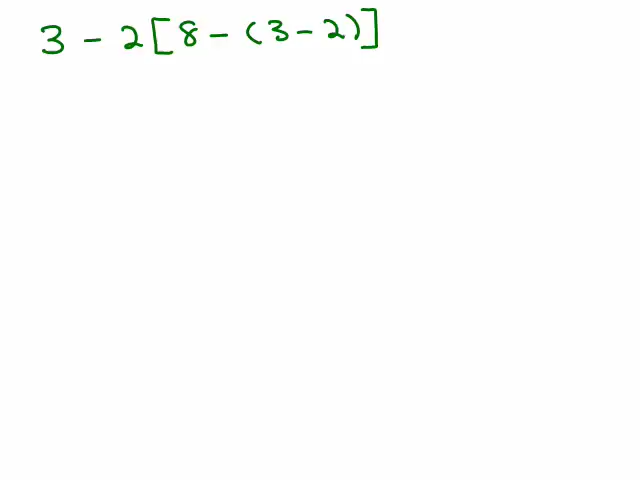 3 - 2 [ 8 - (3 - 2) ]